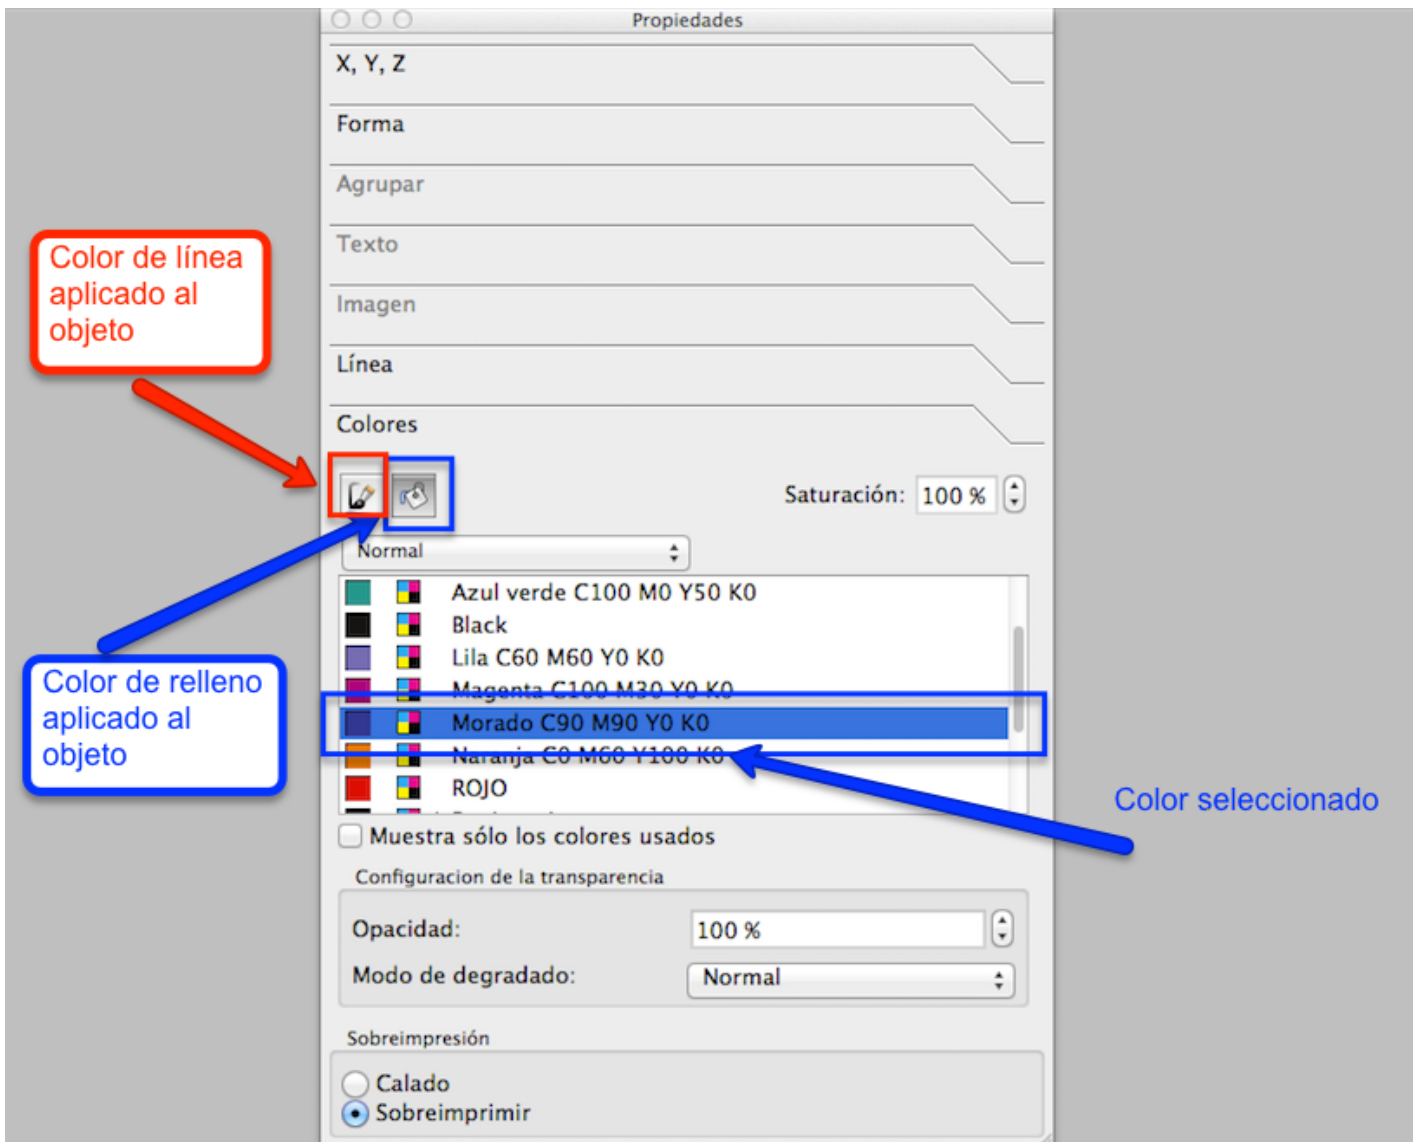 Propiedades
X, Y, Z
Forma
Agrupar
Texto
Imagen
Línea
Colores
Color de línea
aplicado al
objeto
Saturación: 100 %
Normal
Azul verde C100 M0 Y50 K0
Black
Lila C60 M60 Y0 K0
Magenta C100 M30 Y0 K0
Morado C90 M90 Y0 K0
Naranja C0 M60 Y100 K0
ROJO
Color de relleno
aplicado al
objeto
Color seleccionado
Muestra sólo los colores usados
Configuracion de la transparencia
Opacidad: 100 %
Modo de degradado: Normal
Sobreimpresión
Calado
Sobreimprimir